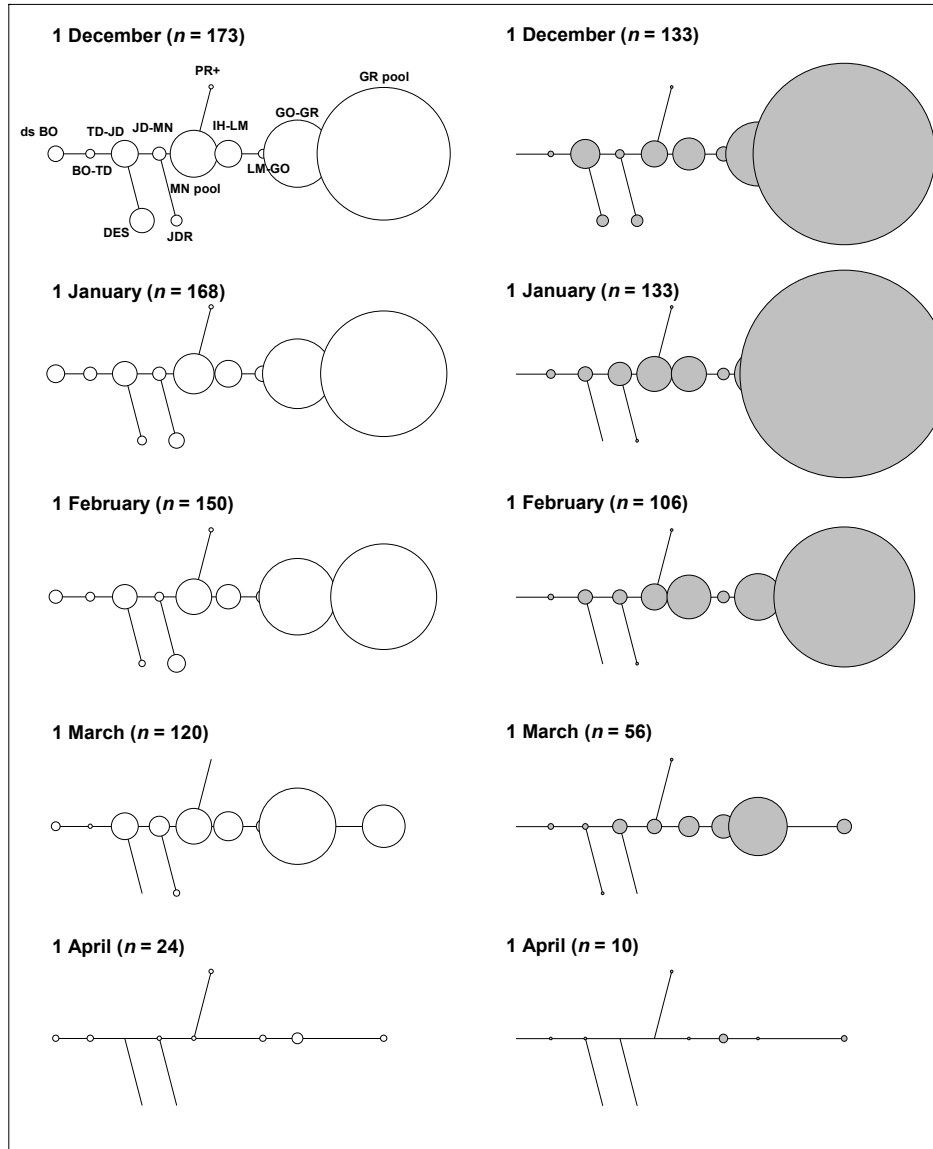 1 December (n = 173)
1 December (n = 133)
PR+
GR pool
GO-GR
ds BO
TD-JD
JD-MN
IH-LM
BO-TD
LM-GO
MN pool
DES
JDR
1 January (n = 168)
1 January (n = 133)
1 February (n = 150)
1 February (n = 106)
1 March (n = 120)
1 March (n = 56)
1 April (n = 24)
1 April (n = 10)